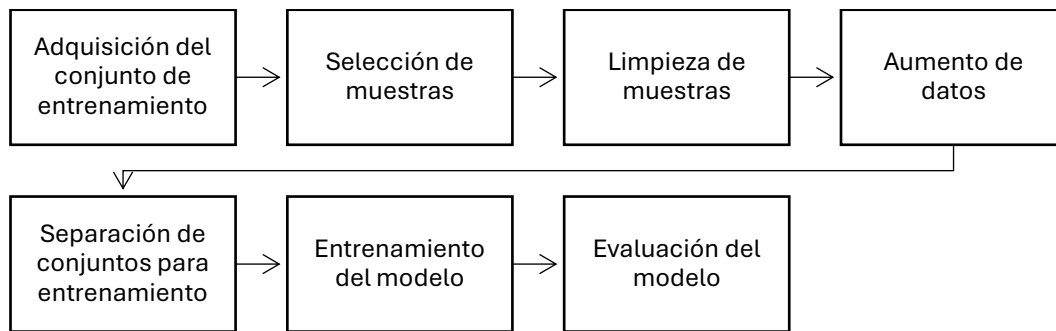 Adquisición del
conjunto de
entrenamiento
Selección de
muestras
Limpieza de
muestras
Aumento de
datos
Separación de
conjuntos para
entrenamiento
Entrenamiento
del modelo
Evaluación del
modelo